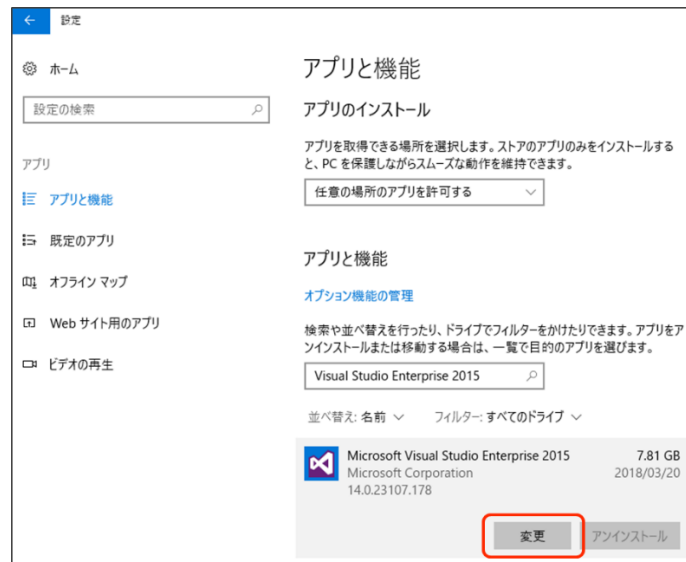 設定
ホーム
設定の検索
アプリ
アプリと機能
既定のアプリ
オフライン マップ
Web サイト用のアプリ
ビデオの再生
アプリと機能
アプリのインストール
アプリを取得できる場所を選択します。ストアのアプリのみをインストールする
と、PC を保護しながらスムーズな動作を維持できます。
任意の場所のアプリを許可する
アプリと機能
オプション機能の管理
検索や並べ替えを行ったり、ドライブでフィルターをかけたりできます。アプリをア
ンインストールまたは移動する場合は、一覧で目的のアプリを選びます。
Visual Studio Enterprise 2015
並べ替え: 名前 フィルター: すべてのドライブ
Microsoft Visual Studio Enterprise 2015 7.81 GB
Microsoft Corporation 2018/03/20
14.0.23107.178
変更 アンインストール